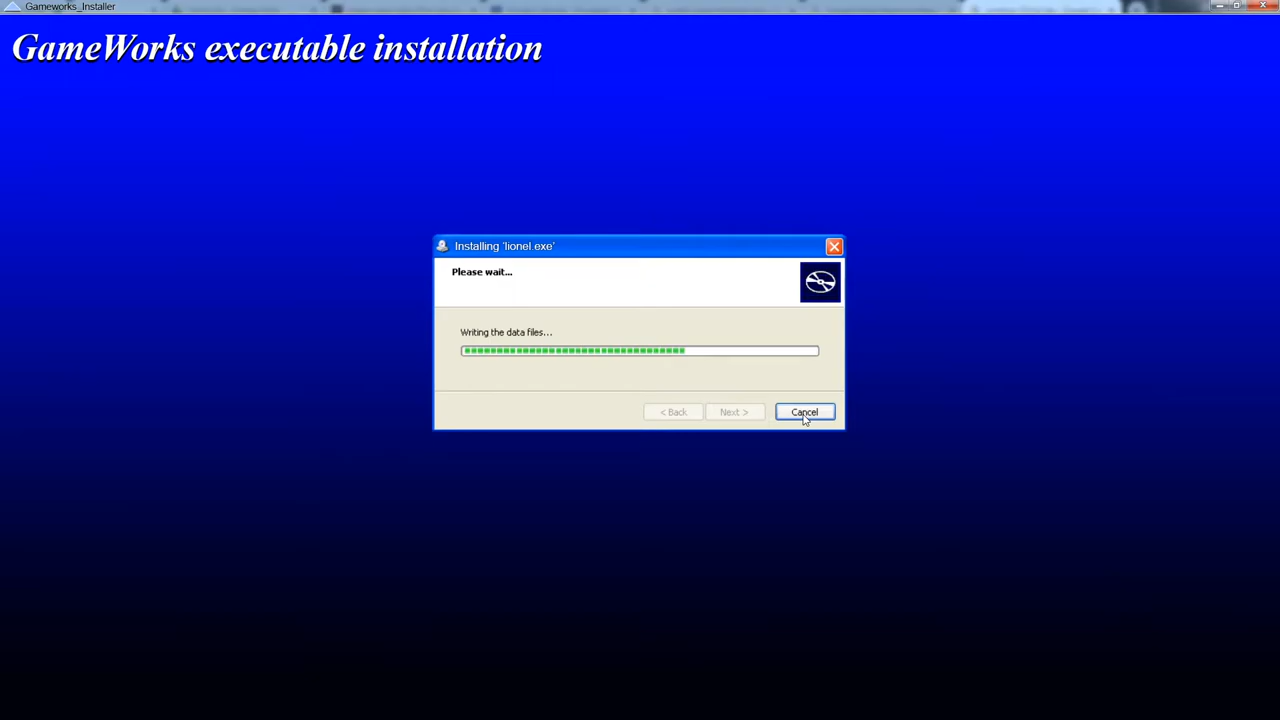 Gameworks_Installer
GameWorks executable installation
Installing 'lionel.exe'
Please wait...
Writing the data files...
< Back
Next >
Cancel